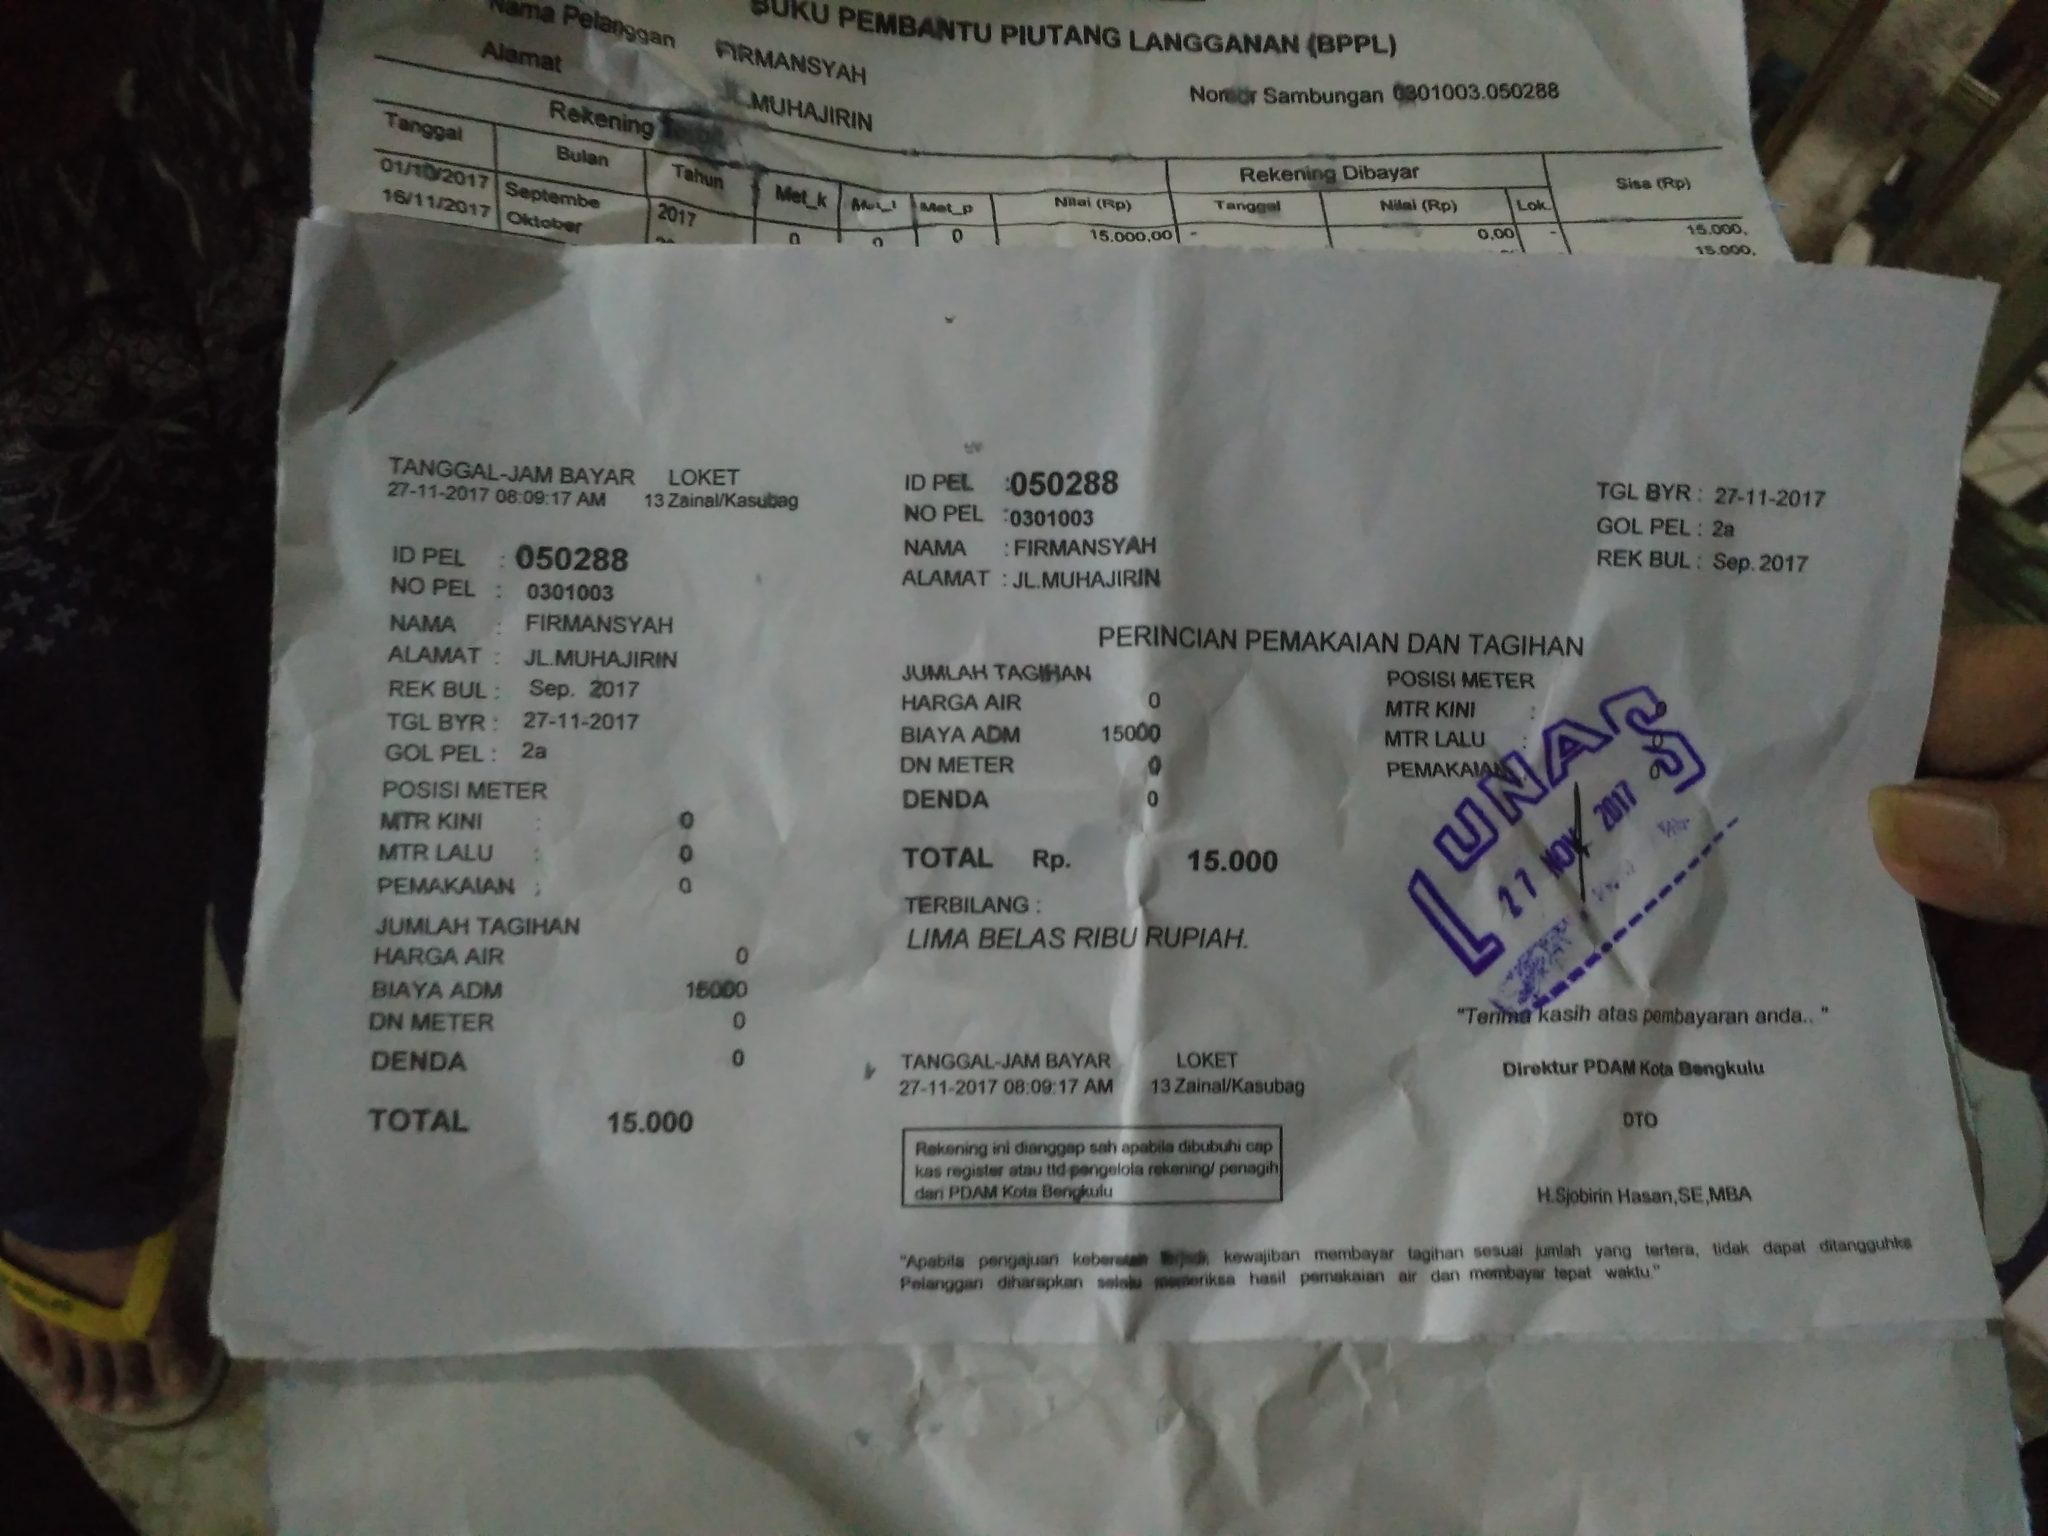 BUKU PEMBANTU PIUTANG LANGGANAN (BPPL)
Nama Pelanggan FIRMANSYAH
Alamat JL.MUHAJIRIN
Nomor Sambungan 0301003.050288
Rekening
Rekening Dibayar
Sisa (Rp)
Tanggal Bulan Tahun Met_k Met_l Met_p Nilai (Rp) Tanggal Nilai (Rp) Lok.
01/10/2017 Septembe 2017 0 0 0 15.000,00 - 0,00 - 15.000,
16/11/2017 Oktober 15.000,
TANGGAL-JAM BAYAR LOKET
27-11-2017 08:09:17 AM 13 Zainal/Kasubag
ID PEL : 050288
NO PEL : 0301003
NAMA : FIRMANSYAH
ALAMAT : JL.MUHAJIRIN
REK BUL : Sep. 2017
TGL BYR : 27-11-2017
GOL PEL : 2a
POSISI METER
MTR KINI : 0
MTR LALU : 0
PEMAKAIAN : 0
JUMLAH TAGIHAN
HARGA AIR 0
BIAYA ADM 15000
DN METER 0
DENDA 0
TOTAL 15.000
ID PEL :050288
NO PEL :0301003
NAMA : FIRMANSYAH
ALAMAT : JL.MUHAJIRIN
TGL BYR : 27-11-2017
GOL PEL : 2a
REK BUL : Sep. 2017
PERINCIAN PEMAKAIAN DAN TAGIHAN
JUMLAH TAGIHAN
HARGA AIR 0
BIAYA ADM 15000
DN METER 0
DENDA 0
TOTAL Rp. 15.000
TERBILANG :
LIMA BELAS RIBU RUPIAH.
POSISI METER
MTR KINI : 0
MTR LALU : 0
PEMAKAIAN : 0
LUNAS
27 NOV 2017
"Terima kasih atas pembayaran anda.. "
Direktur PDAM Kota Bengkulu
DTO
H.Sjobirin Hasan,SE,MBA
TANGGAL-JAM BAYAR LOKET
27-11-2017 08:09:17 AM 13 Zainal/Kasubag
Rekening ini dianggap sah apabila dibubuhi cap
kas register atau ttd pengelola rekening/ penagih
dari PDAM Kota Bengkulu
"Apabila pengajuan keberatan terjadi, kewajiban membayar tagihan sesuai jumlah yang tertera, tidak dapat ditangguhka
Pelanggan diharapkan selalu memeriksa hasil pemakaian air dan membayar tepat waktu."